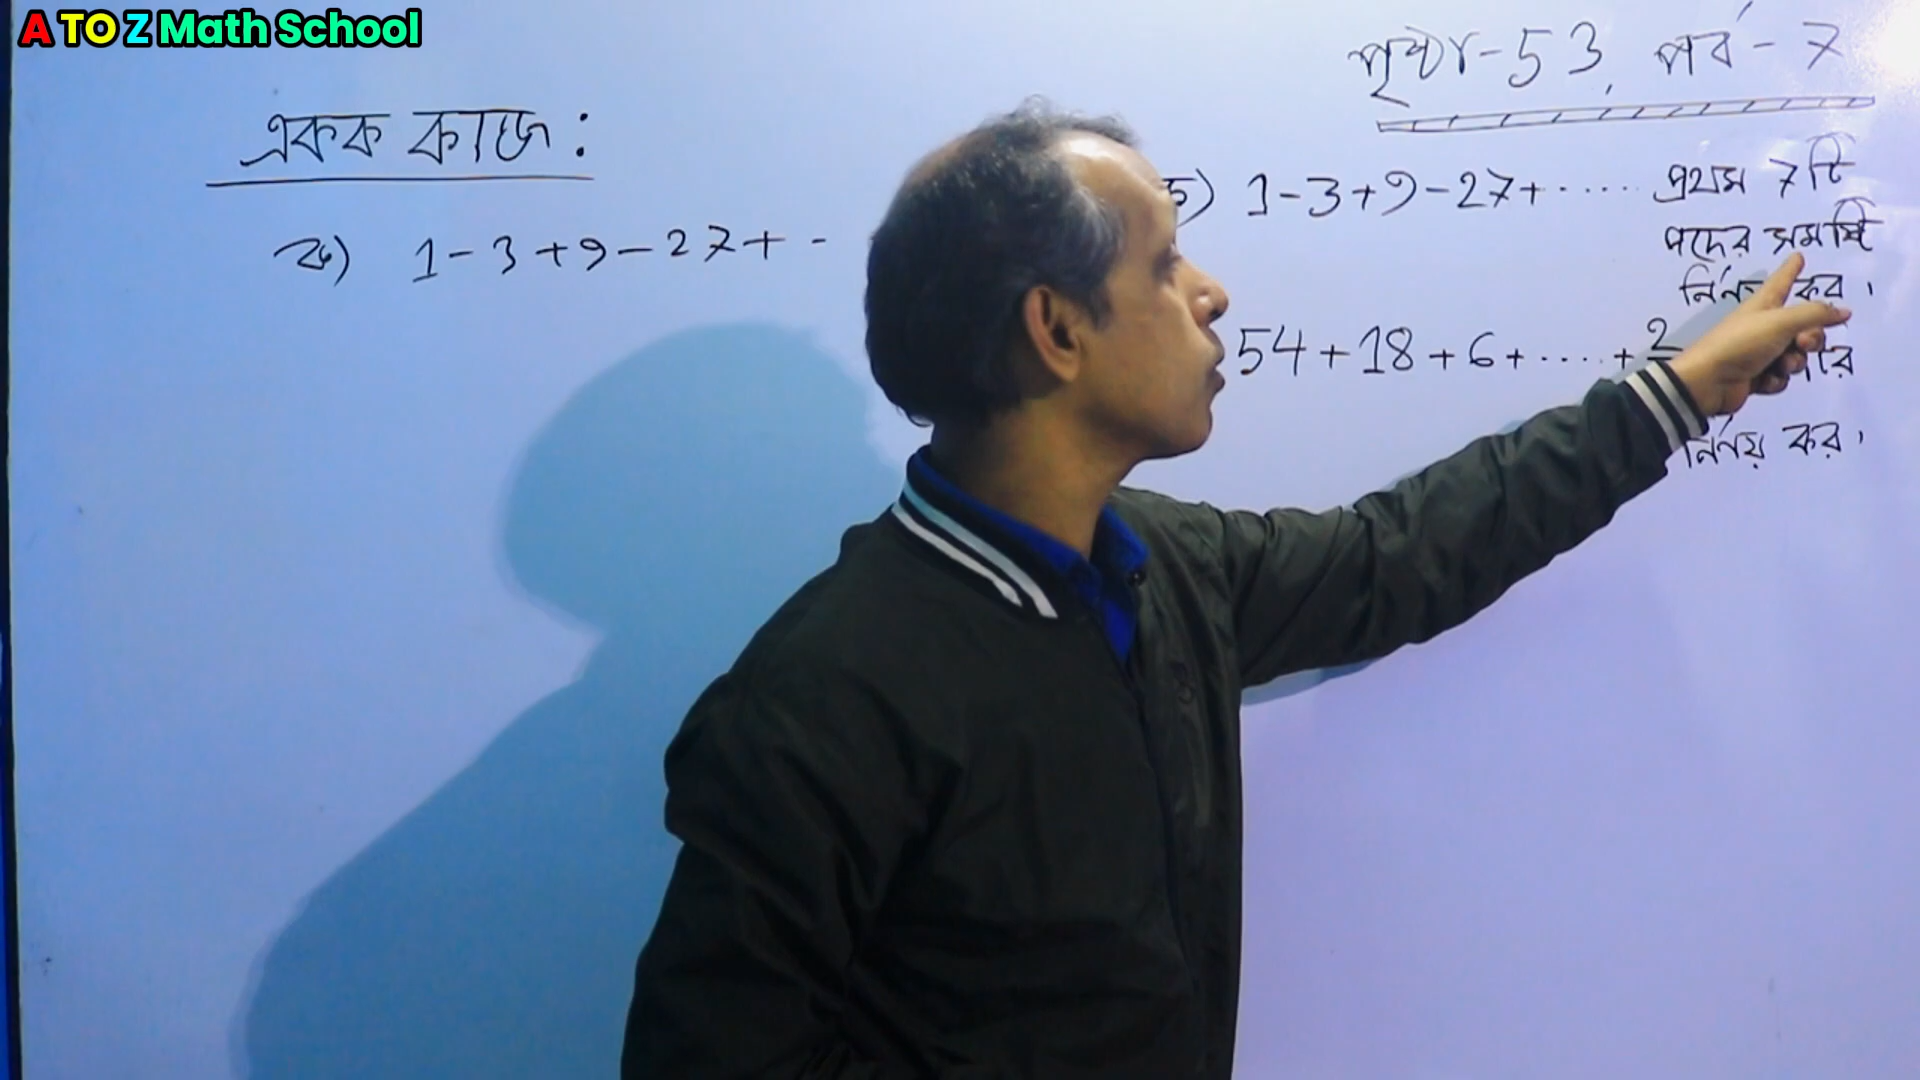 A TO Z Math School
পৃষ্ঠা-53, পর্ব-7
একক কাজ:
ক) 1-3+9-27+ -
1-3+9-27+..... প্রথম 7টি
পদের সমষ্টি
নির্ণয় কর।
54+18+6+....+2
নির্ণয় কর।